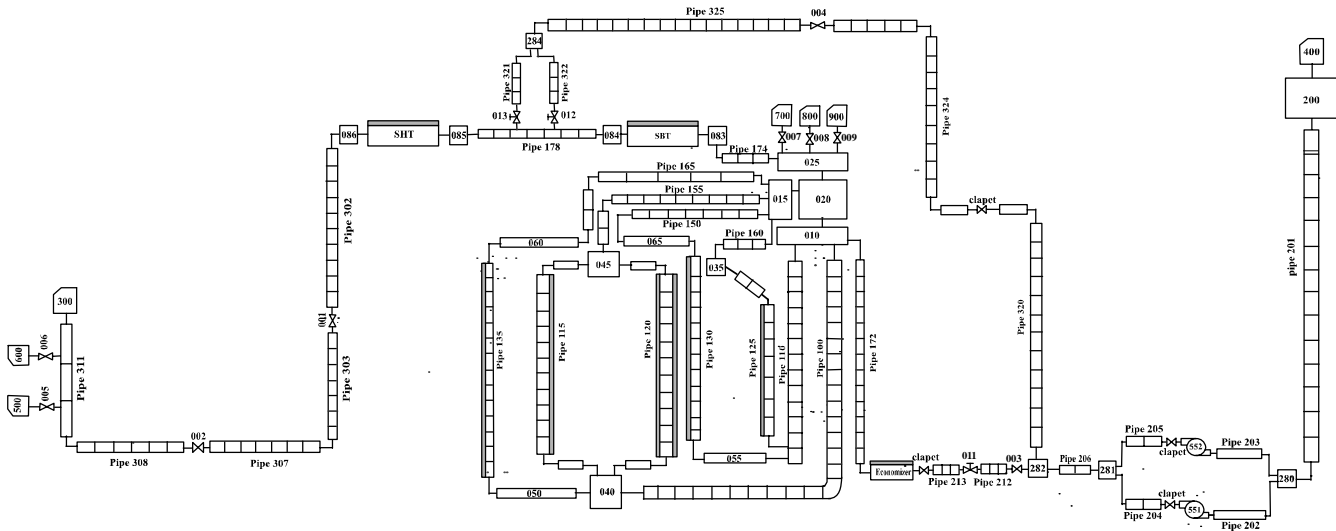 Pipe 325
004
284
400
200
Pipe 321
Pipe 322
013
012
700
800
900
007
008
009
086
SHT
085
Pipe 178
084
SBT
083
Pipe 174
025
Pipe 324
Pipe 165
Pipe 155
Pipe 150
015
020
clapet
Pipe 302
060
065
Pipe 160
010
pipe 201
045
035
300
001
006
600
Pipe 311
Pipe 303
Pipe 135
Pipe 115
Pipe 120
Pipe 130
Pipe 125
Pipe 100
Pipe 172
Pipe 320
005
500
002
Pipe 308
Pipe 307
055
050
040
Economizer
clapet
011
003
Pipe 213
Pipe 212
282
Pipe 206
281
Pipe 205
clapet
552
Pipe 203
280
clapet
Pipe 204
551
Pipe 202